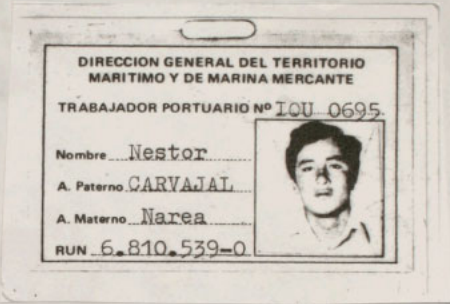 DIRECCION GENERAL DEL TERRITORIO
MARITIMO Y DE MARINA MERCANTE
TRABAJADOR PORTUARIO Nº IQU 0695
Nombre Nestor
A. Paterno CARVAJAL
A. Materno Narea
RUN 6.810.539-0